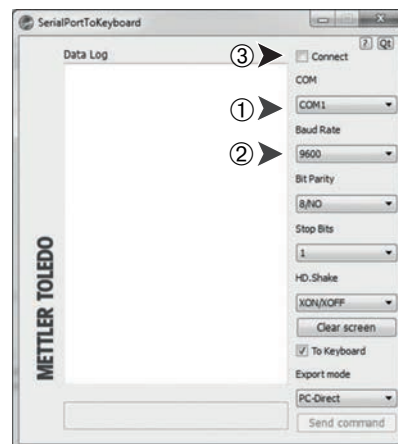 SerialPortToKeyboard
? Qt
Data Log
③ Connect
COM
① COM1
Baud Rate
② 9600
Bit Parity
8/NO
Stop Bits
1
HD.Shake
XON/XOFF
Clear screen
To Keyboard
Export mode
PC-Direct
Send command
METTLER TOLEDO